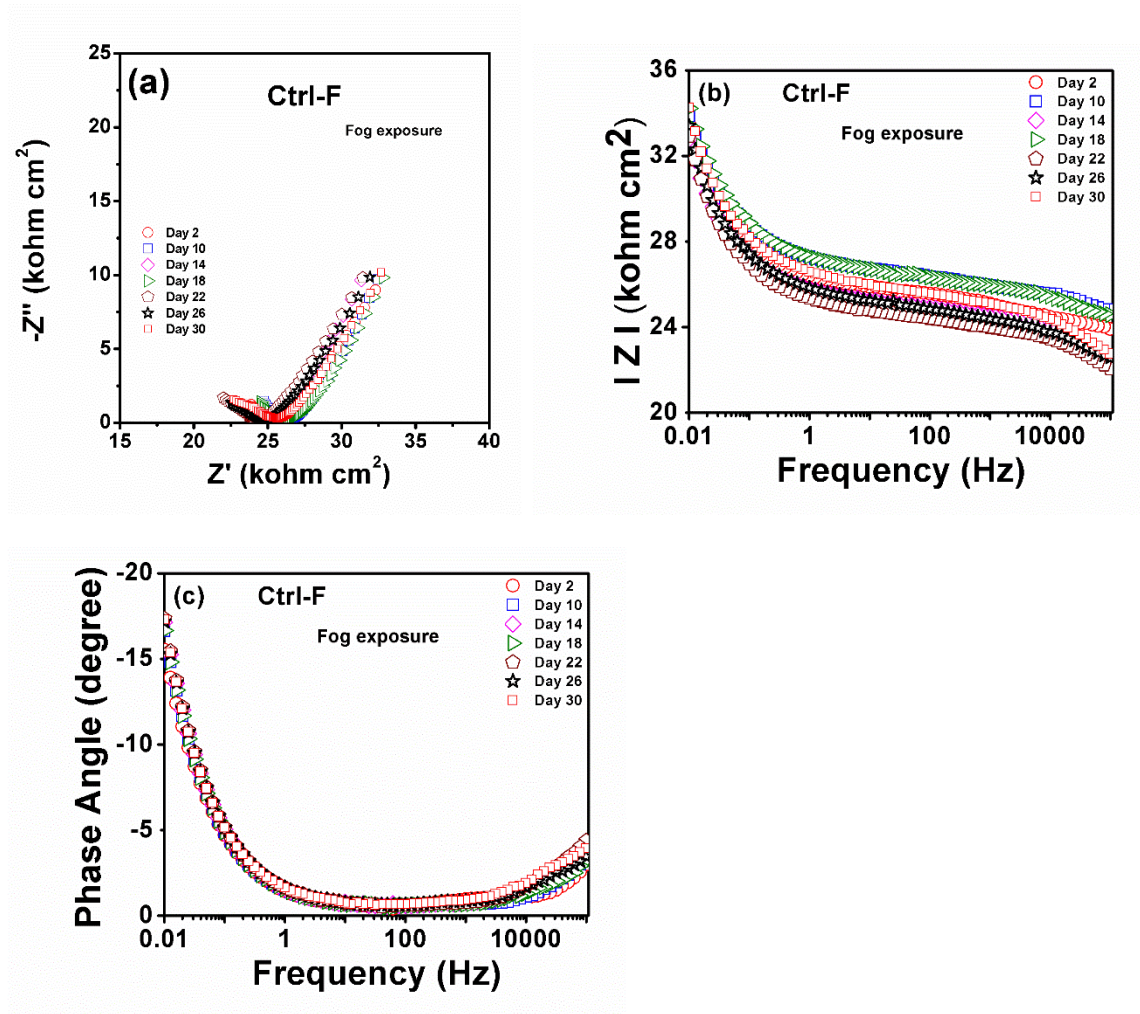 (a)
Ctrl-F
Fog exposure
25
20
15
10
5
0
-Z'' (kohm cm²)
Day 2
Day 10
Day 14
Day 18
Day 22
Day 26
Day 30
15 20 25 30 35 40
Z' (kohm cm²)
(b) Ctrl-F
Fog exposure
36
32
28
24
20
I Z I (kohm cm²)
Day 2
Day 10
Day 14
Day 18
Day 22
Day 26
Day 30
0.01 1 100 10000
Frequency (Hz)
(c) Ctrl-F
Fog exposure
-20
-15
-10
-5
0
Phase Angle (degree)
Day 2
Day 10
Day 14
Day 18
Day 22
Day 26
Day 30
0.01 1 100 10000
Frequency (Hz)